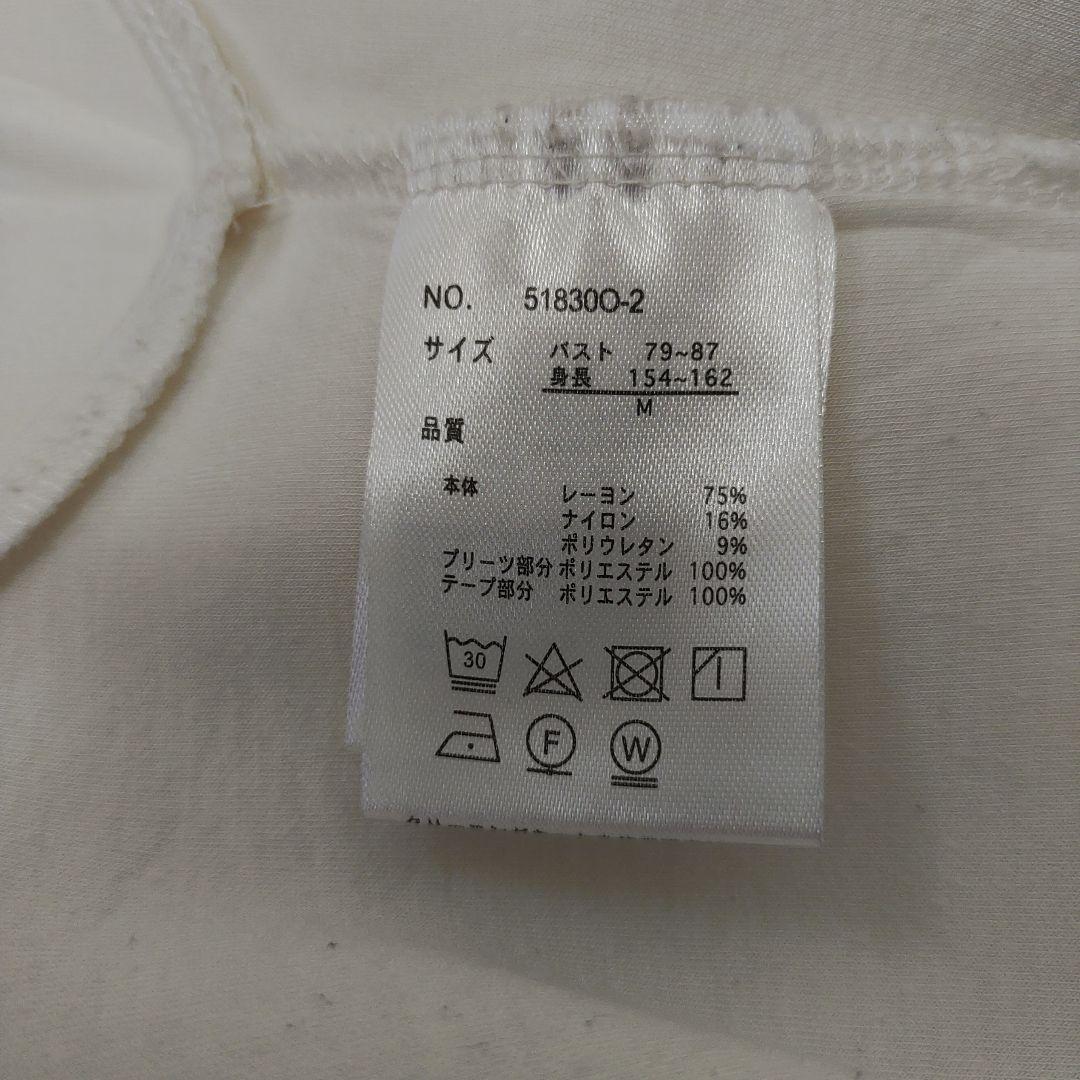 NO. 51830O-2
サイズ バスト 79~87
身長 154~162
M
品質
本体 レーヨン 75%
ナイロン 16%
ポリウレタン 9%
プリーツ部分 ポリエステル 100%
テープ部分 ポリエステル 100%
30
F
W